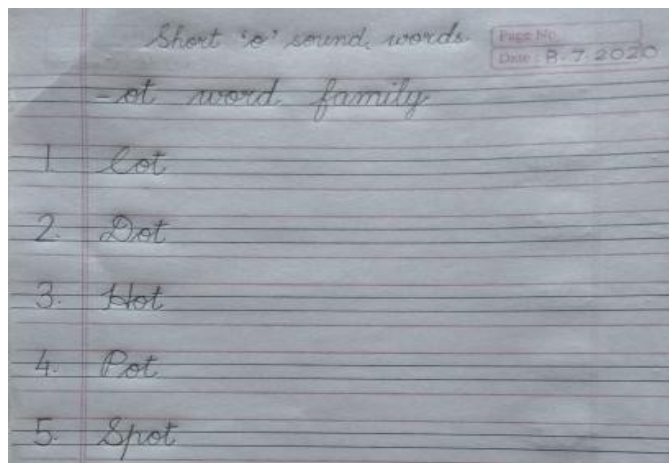 Short 'o' sound words.
Page No.
Date: 8.7.2020
-ot word family
1. Cot
2. Dot
3. Hot
4. Pot
5. Spot